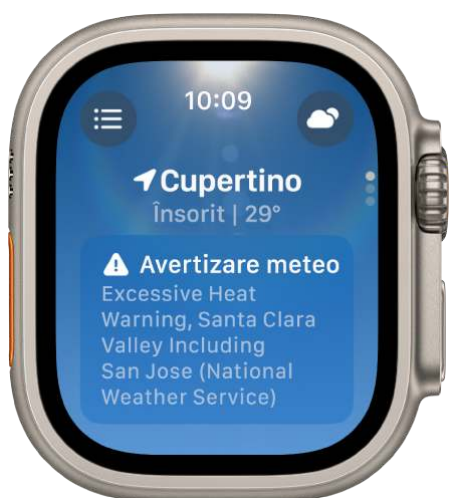 10:09
Cupertino
Însorit | 29°
Avertizare meteo
Excessive Heat
Warning, Santa Clara
Valley Including
San Jose (National
Weather Service)